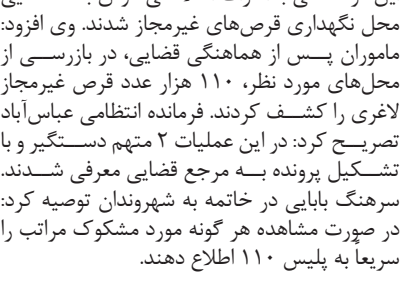 محل نگهداری قرص‌های غیرمجاز شدند. وی افزود:
ماموران پس از هماهنگی قضایی، در بازرسی از
محل‌های مورد نظر، ۱۱۰ هزار عدد قرص غیرمجاز
لاغری را کشف کردند. فرمانده انتظامی عباس‌آباد
تصریح کرد: در این عملیات ۲ متهم دستگیر و با
تشکیل پرونده به مرجع قضایی معرفی شدند.
سرهنگ بابایی در خاتمه به شهروندان توصیه کرد:
در صورت مشاهده هر گونه مورد مشکوک مراتب را
سریعاً به پلیس ۱۱۰ اطلاع دهند.